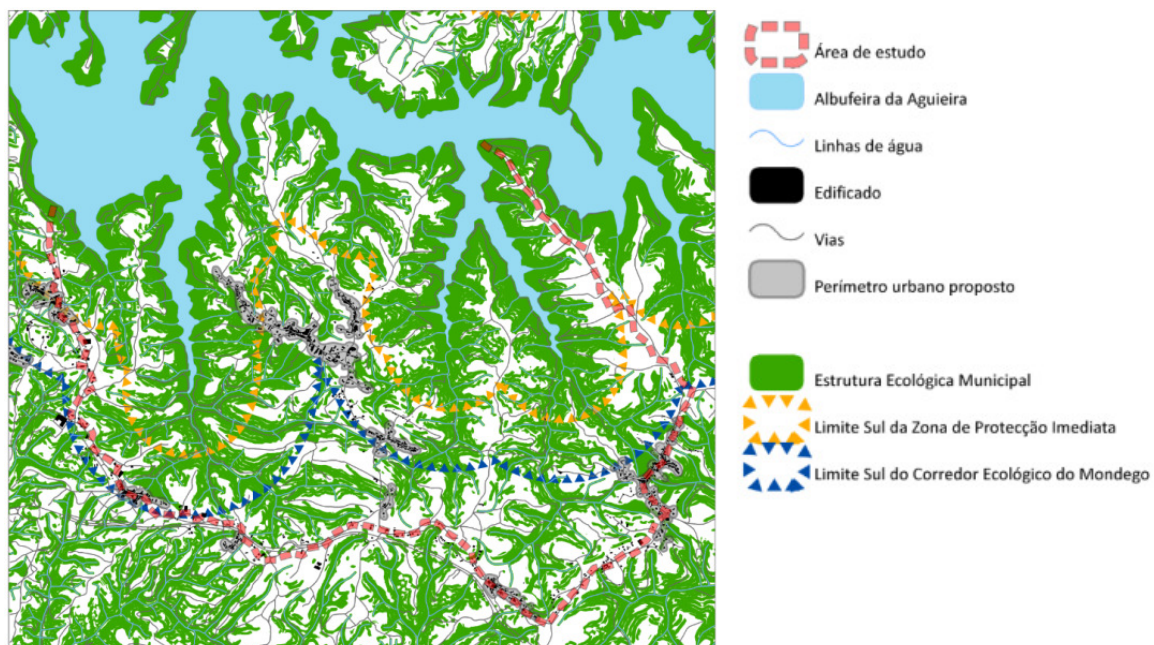 Área de estudo
Albufeira da Aguieira
Linhas de água
Edificado
Vias
Perímetro urbano proposto
Estrutura Ecológica Municipal
Limite Sul da Zona de Protecção Imediata
Limite Sul do Corredor Ecológico do Mondego